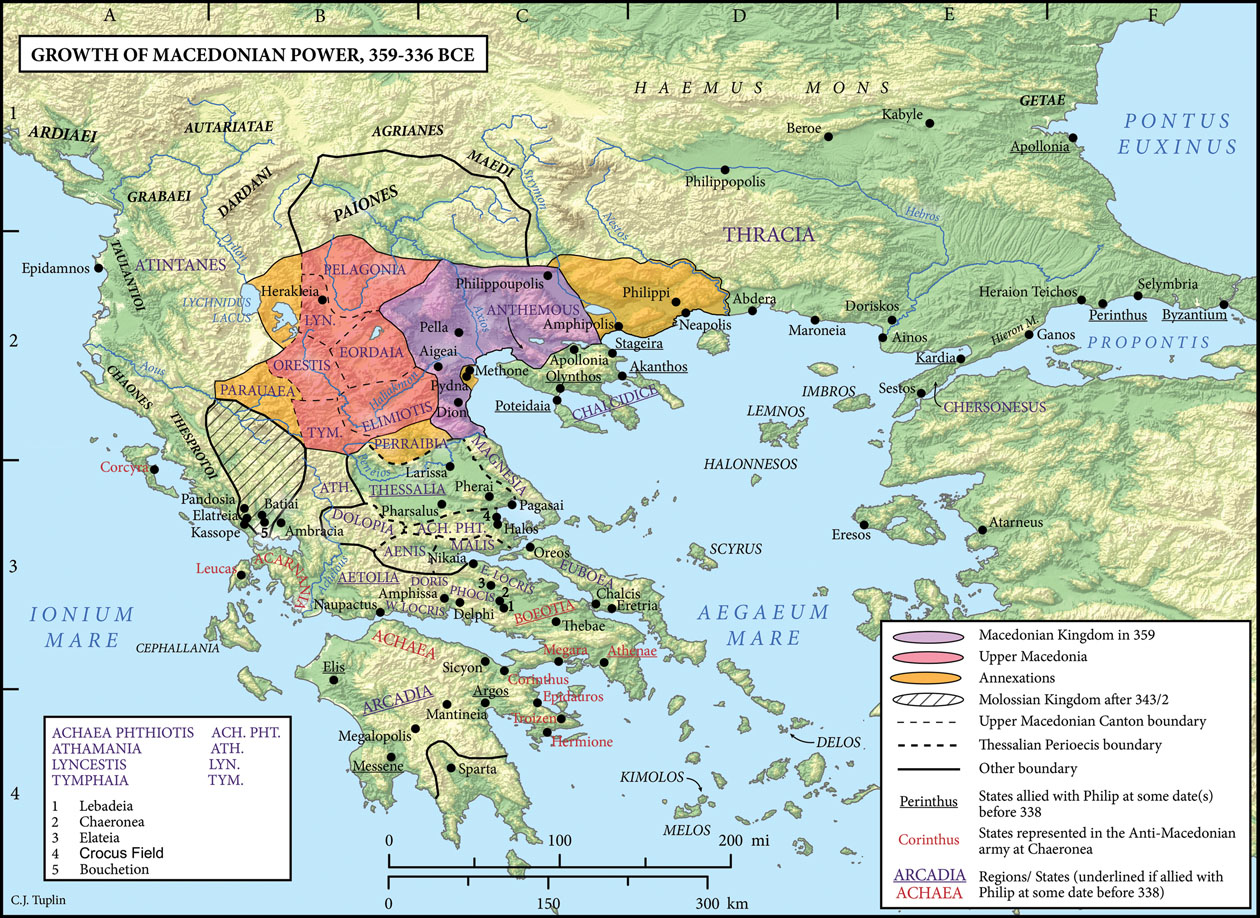 A
B
C
D
E
F
GROWTH OF MACEDONIAN POWER, 359-336 BCE
1
2
3
4
HAEMUS MONS
GETAE
ARDIAEI
AUTARIATAE
AGRIANES
MAEDI
GRABAEI
DARDANI
PAIONES
Strymon
Nestos
Beroe
Kabyle
Apollonia
PONTUS
EUXINUS
Philippopolis
Hebros
THRACIA
TAULANTIOI
ATINTANES
Drilon
Epidamnos
LYCHNIDUS
LACUS
PELAGONIA
Herakleia
LYN.
Philippoupolis
ANTHEMOUS
Axios
Philippi
Amphipolis
Neapolis
Abdera
Maroneia
Doriskos
Ainos
Heraion Teichos
Selymbria
Perinthus
Byzantium
Hieron M.
Ganos
PROPONTIS
Pella
Aigeai
Stageira
Apollonia
Akanthos
Methone
Olynthos
Pydna
Dion
Poteidaia
CHALCIDICE
Kardia
Sestos
CHERSONESUS
IMBROS
LEMNOS
HALONNESOS
EORDAIA
ORESTIS
Haliakmon
ELIMIOTIS
Aous
PARAUAEA
TYM.
CHAONES
THESPROTOI
PERRAIBIA
MAGNESIA
Peneios
Larissa
Corcyra
ATH.
THESSALIA
Pherai
Pharsalus
Pagasai
Pandosia
Elatreia
Kassope
Batiai
5
Ambracia
DOLOPIA
ACH. PHT.
4
Halos
MALIS
AENIS
Nikaia
Oreos
EUBOEA
SCYRUS
Eresos
Atarneus
Leucas
ACARNANIA
Achelous
AETOLIA
DORIS
E. LOCRIS
3
PHOCIS
2
1
Amphissa
W. LOCRIS
Delphi
Naupactus
BOEOTIA
Chalcis
Eretria
Thebae
IONIUM
MARE
CEPHALLANIA
AEGAEUM
MARE
ACHAEA
Sicyon
Megara
Athenae
Corinthus
Elis
ARCADIA
Argos
Epidauros
Mantineia
Troizen
Megalopolis
Hermione
Messene
Sparta
DELOS
KIMOLOS
MELOS
ACHAEA PHTHIOTIS ACH. PHT.
ATHAMANIA ATH.
LYNCESTIS LYN.
TYMPHAIA TYM.
1 Lebadeia
2 Chaeronea
3 Elateia
4 Crocus Field
5 Bouchetion
C.J. Tuplin
0 100 200 mi
0 150 300 km
Macedonian Kingdom in 359
Upper Macedonia
Annexations
Molossian Kingdom after 343/2
Upper Macedonian Canton boundary
Thessalian Perioecis boundary
Other boundary
Perinthus States allied with Philip at some date(s)
before 338
Corinthus States represented in the Anti-Macedonian
army at Chaeronea
ARCADIA Regions/ States (underlined if allied with
ACHAEA Philip at some date before 338)